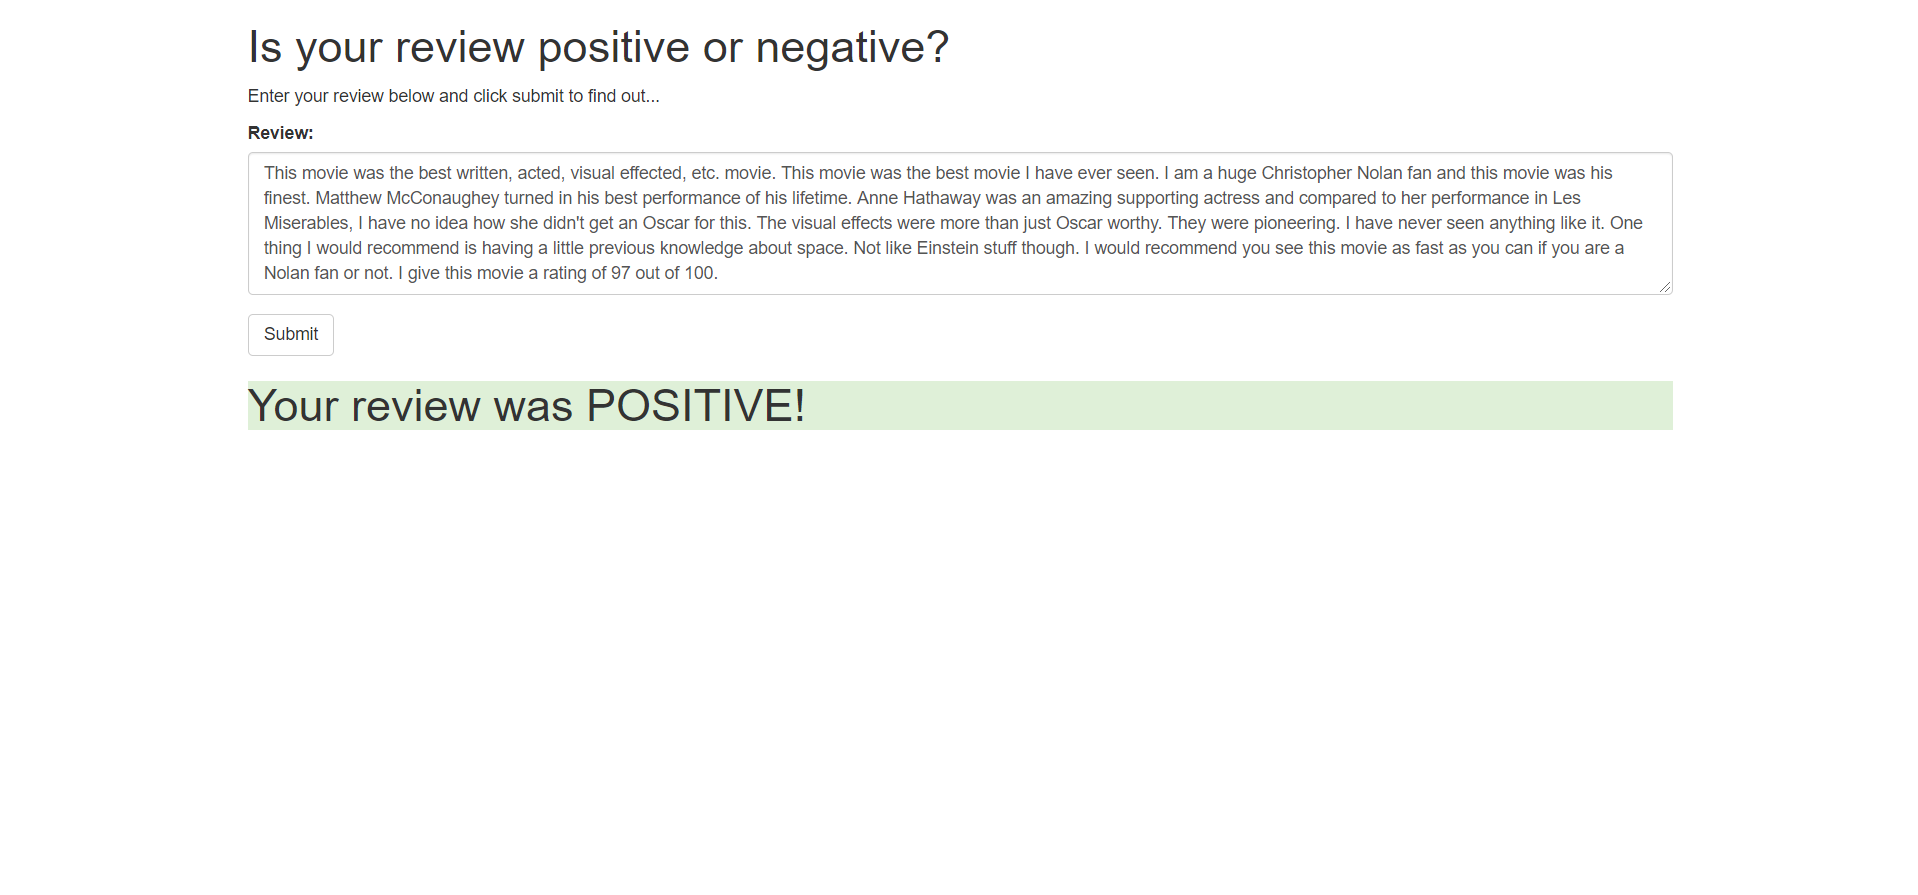 Is your review positive or negative?
Enter your review below and click submit to find out...
Review:
This movie was the best written, acted, visual effected, etc. movie. This movie was the best movie I have ever seen. I am a huge Christopher Nolan fan and this movie was his
finest. Matthew McConaughey turned in his best performance of his lifetime. Anne Hathaway was an amazing supporting actress and compared to her performance in Les
Miserables, I have no idea how she didn't get an Oscar for this. The visual effects were more than just Oscar worthy. They were pioneering. I have never seen anything like it. One
thing I would recommend is having a little previous knowledge about space. Not like Einstein stuff though. I would recommend you see this movie as fast as you can if you are a
Nolan fan or not. I give this movie a rating of 97 out of 100.
Submit
Your review was POSITIVE!